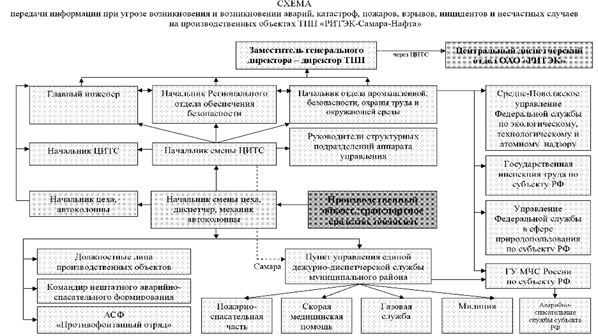 СХЕМА
передачи информации при угрозе возникновения и возникновении аварий, катастроф, пожаров, взрывов, инцидентов и несчастных случаев
на производственных объектах ТПП «РИТЭК-Самара-Нафта»
Заместитель генерального
директора – директор ТПП
через ЦИТС
Центральный диспетчерский
отдел ОАО «РИТЭК»
Главный инженер
Начальник Регионального
отдела обеспечения
безопасности
Начальник отдела промышленной
безопасности, охраны труда и
окружающей среды
Средне-Поволжское
управление
Федеральной службы
по экологическому,
технологическому и
атомному надзору
Начальник ЦИТС
Начальник смены ЦИТС
Руководители структурных
подразделений аппарата
управления
Государственная
инспекция труда по
субъекту РФ
Начальник цеха,
автоколонны
Начальник смены цеха,
диспетчер, механик
автоколонны
Производственный
объект, транспортное
средство,
Управление
Федеральной службы
в сфере
природопользования
по субъекту РФ
Должностные лица
производственных объектов
Самара
Пункт управления единой
дежурно-диспетчерской службы
муниципального района
ГУ МЧС России
по субъекту РФ
Командир нештатного аварийно-
спасательного формирования
АСФ
«Противофонтанный отряд»
Пожарно-
спасательная
часть
Скорая
медицинская
помощь
Газовая
служба
Милиция
Аварийно-
спасательные
службы субъекта
РФ